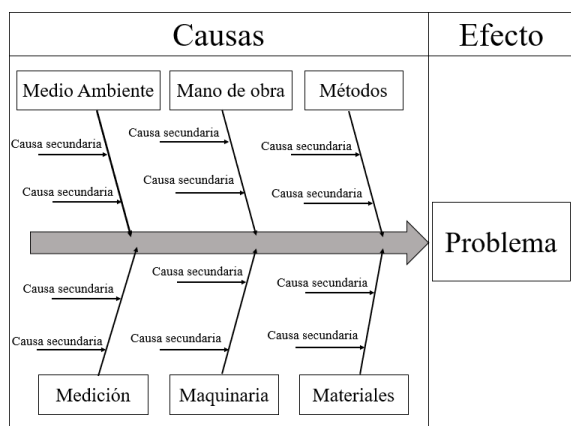 Causas
Efecto
Medio Ambiente
Mano de obra
Métodos
Causa secundaria
Causa secundaria
Causa secundaria
Causa secundaria
Causa secundaria
Causa secundaria
Problema
Causa secundaria
Causa secundaria
Causa secundaria
Causa secundaria
Causa secundaria
Causa secundaria
Medición
Maquinaria
Materiales